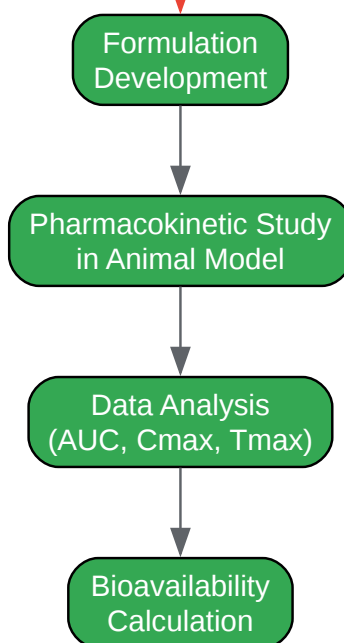 Formulation
Development
Pharmacokinetic Study
in Animal Model
Data Analysis
(AUC, Cmax, Tmax)
Bioavailability
Calculation